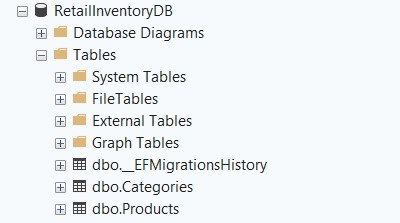 RetailInventoryDB
Database Diagrams
Tables
System Tables
FileTables
External Tables
Graph Tables
dbo.__EFMigrationsHistory
dbo.Categories
dbo.Products